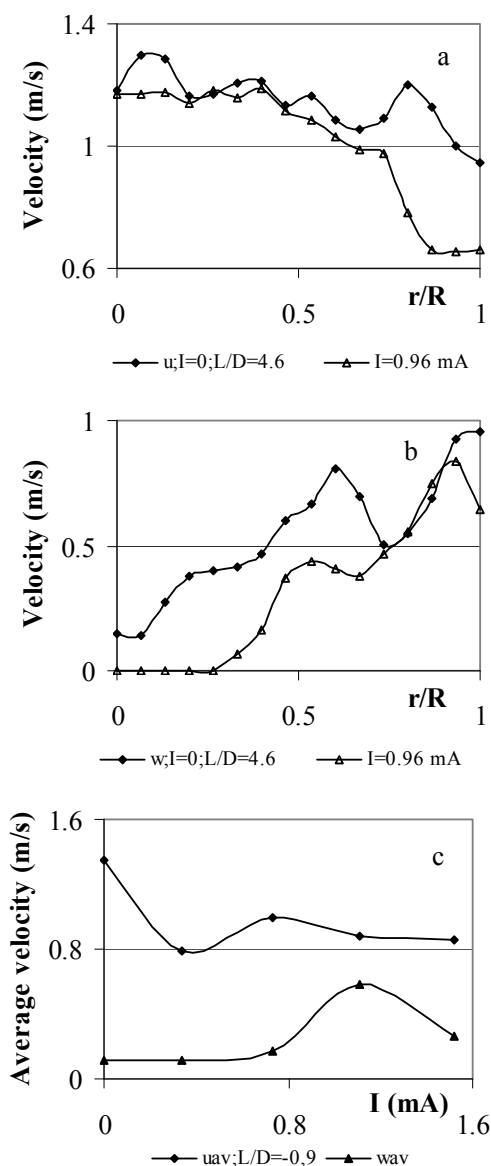 1.4
a
1
0.6
Velocity (m/s)
0
0.5
1
r/R
u;I=0;L/D=4.6
I=0.96 mA
1
b
0.5
0
Velocity (m/s)
0
0.5
1
r/R
w;I=0;L/D=4.6
I=0.96 mA
1.6
c
0.8
0
Average velocity (m/s)
0
0.8
1.6
I (mA)
uav;L/D=-0,9
wav